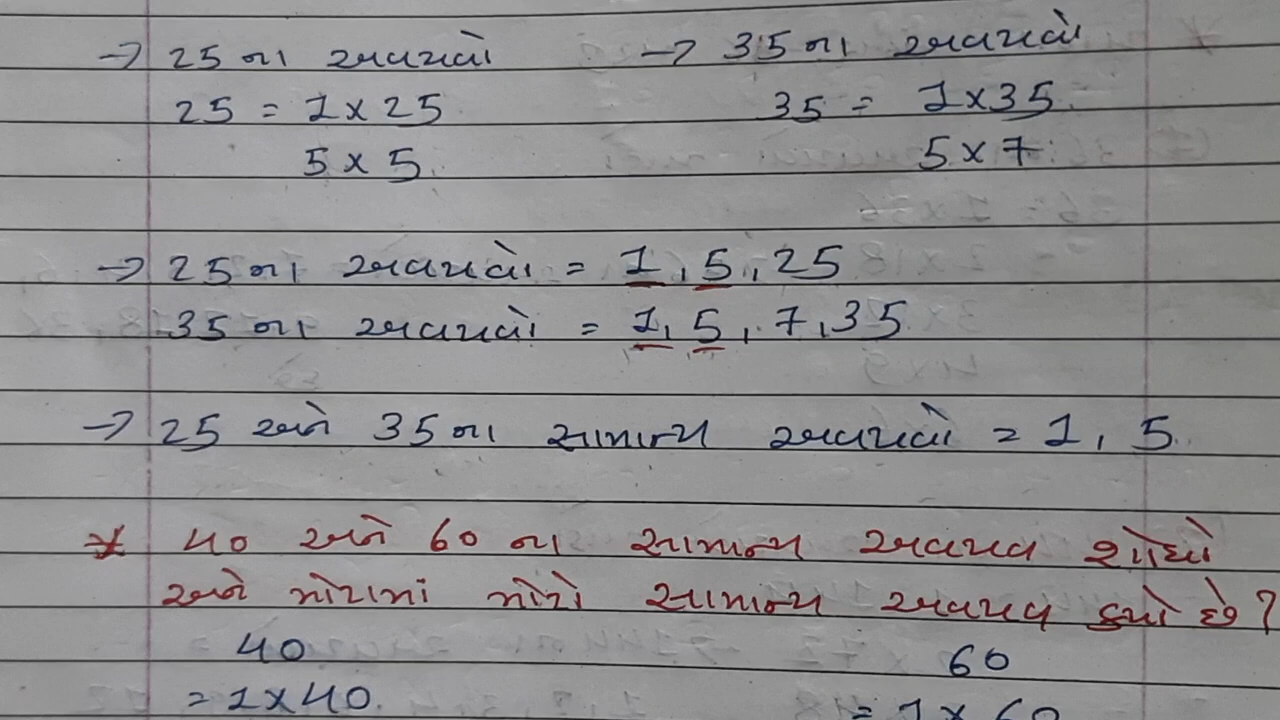 → 25 ના અવયવો → 35 ના અવયવો
25 = 1 × 25 35 = 1 × 35
5 × 5 5 × 7
→ 25 ના અવયવો = 1, 5, 25
35 ના અવયવો = 1, 5, 7, 35
→ 25 અને 35 ના સામાન્ય અવયવો = 1, 5
* 40 અને 60 ના સામાન્ય અવયવ શોધો
અને મોટામાં મોટો સામાન્ય અવયવ કયો છે?
40 60
= 1 × 40 = 1 × 60